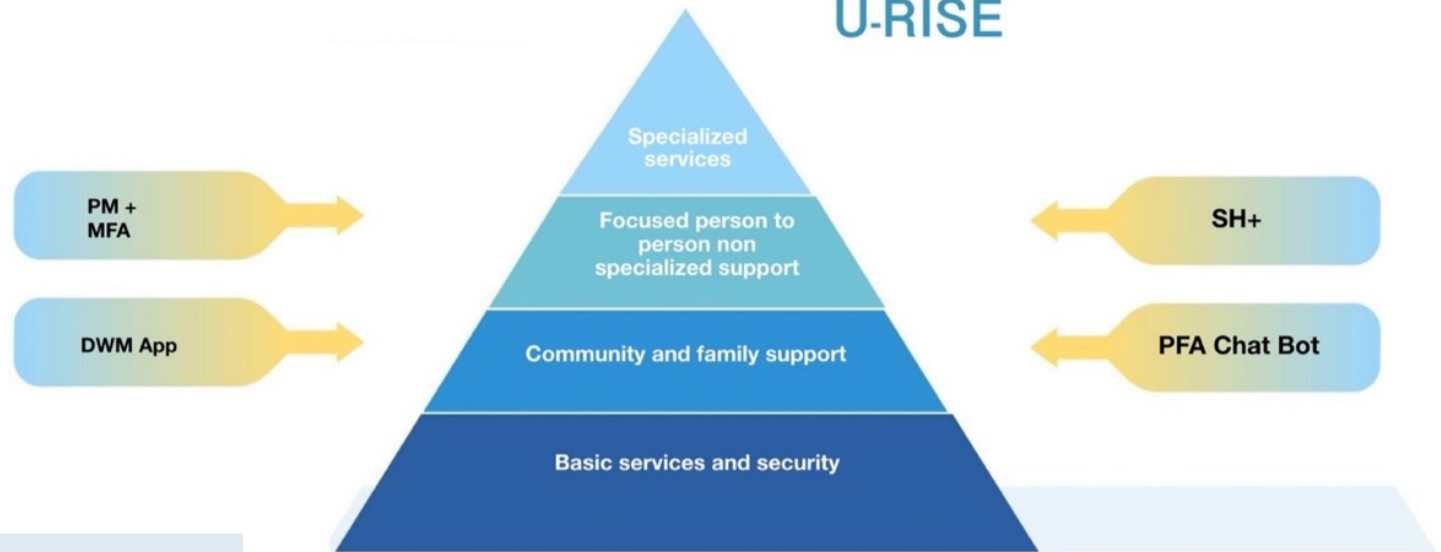 U-RISE
Specialized
services
PM +
MFA
Focused person to
person non
specialized support
SH+
DWM App
Community and family support
PFA Chat Bot
Basic services and security